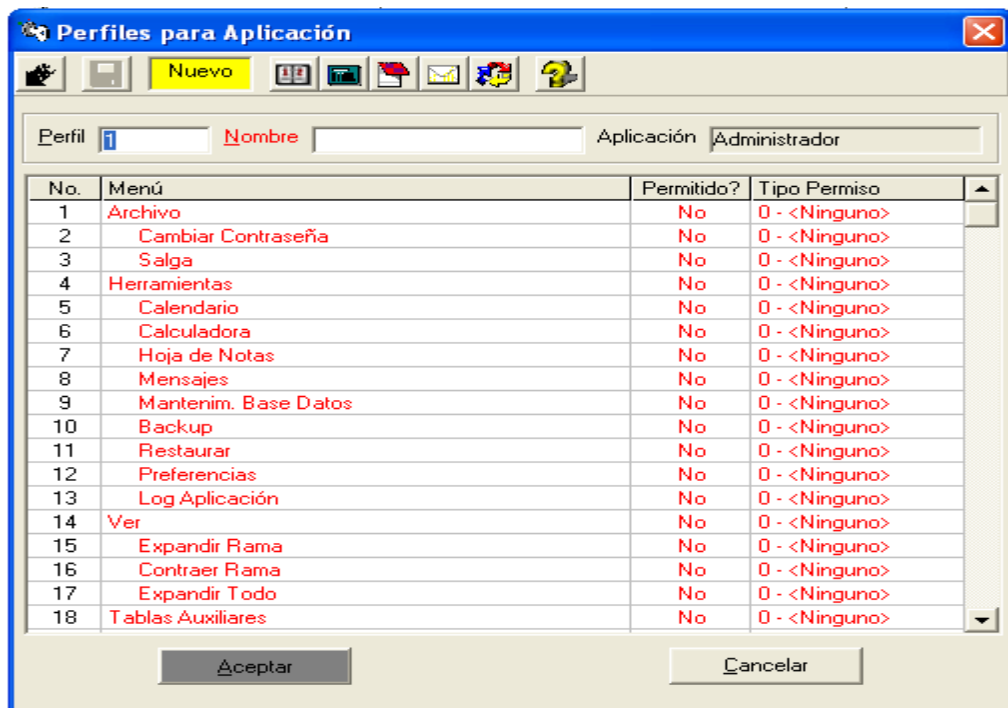 Perfiles para Aplicación
Nuevo
Perfil 1 Nombre Aplicación Administrador
No. Menú Permitido? Tipo Permiso
1 Archivo No 0 - <Ninguno>
2 Cambiar Contraseña No 0 - <Ninguno>
3 Salga No 0 - <Ninguno>
4 Herramientas No 0 - <Ninguno>
5 Calendario No 0 - <Ninguno>
6 Calculadora No 0 - <Ninguno>
7 Hoja de Notas No 0 - <Ninguno>
8 Mensajes No 0 - <Ninguno>
9 Mantenim. Base Datos No 0 - <Ninguno>
10 Backup No 0 - <Ninguno>
11 Restaurar No 0 - <Ninguno>
12 Preferencias No 0 - <Ninguno>
13 Log Aplicación No 0 - <Ninguno>
14 Ver No 0 - <Ninguno>
15 Expandir Rama No 0 - <Ninguno>
16 Contraer Rama No 0 - <Ninguno>
17 Expandir Todo No 0 - <Ninguno>
18 Tablas Auxiliares No 0 - <Ninguno>
Aceptar Cancelar